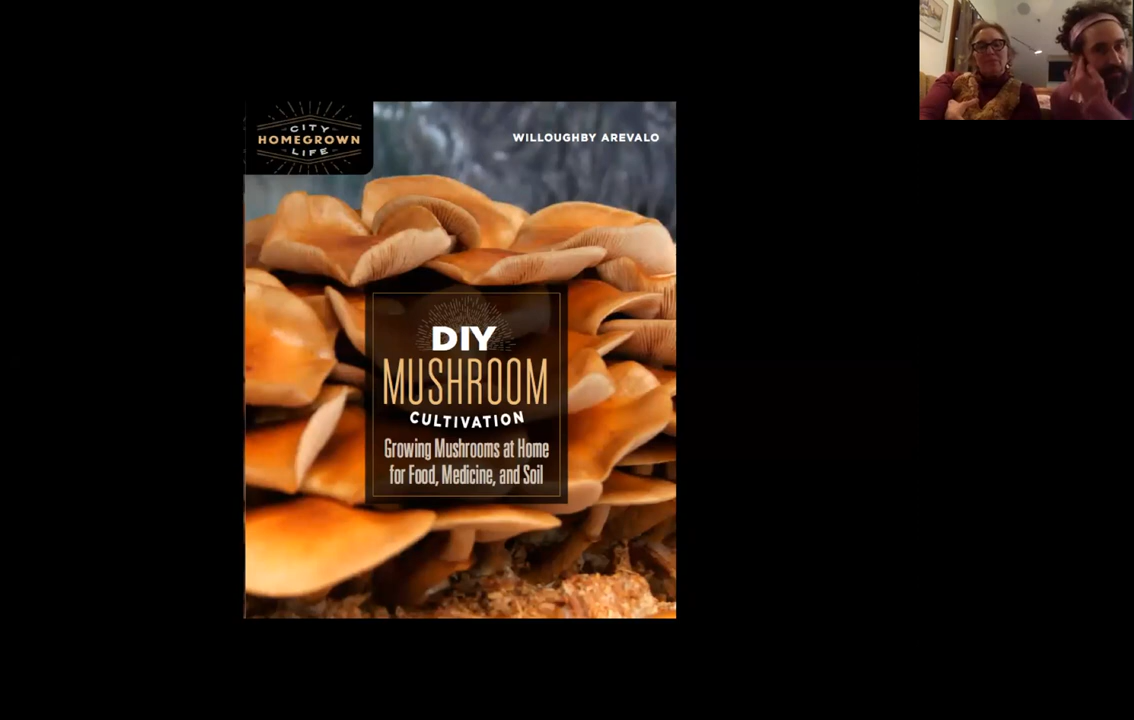 CITY
HOMEGROWN
LIFE
WILLOUGHBY AREVALO
DIY
MUSHROOM
CULTIVATION
Growing Mushrooms at Home
for Food, Medicine, and Soil